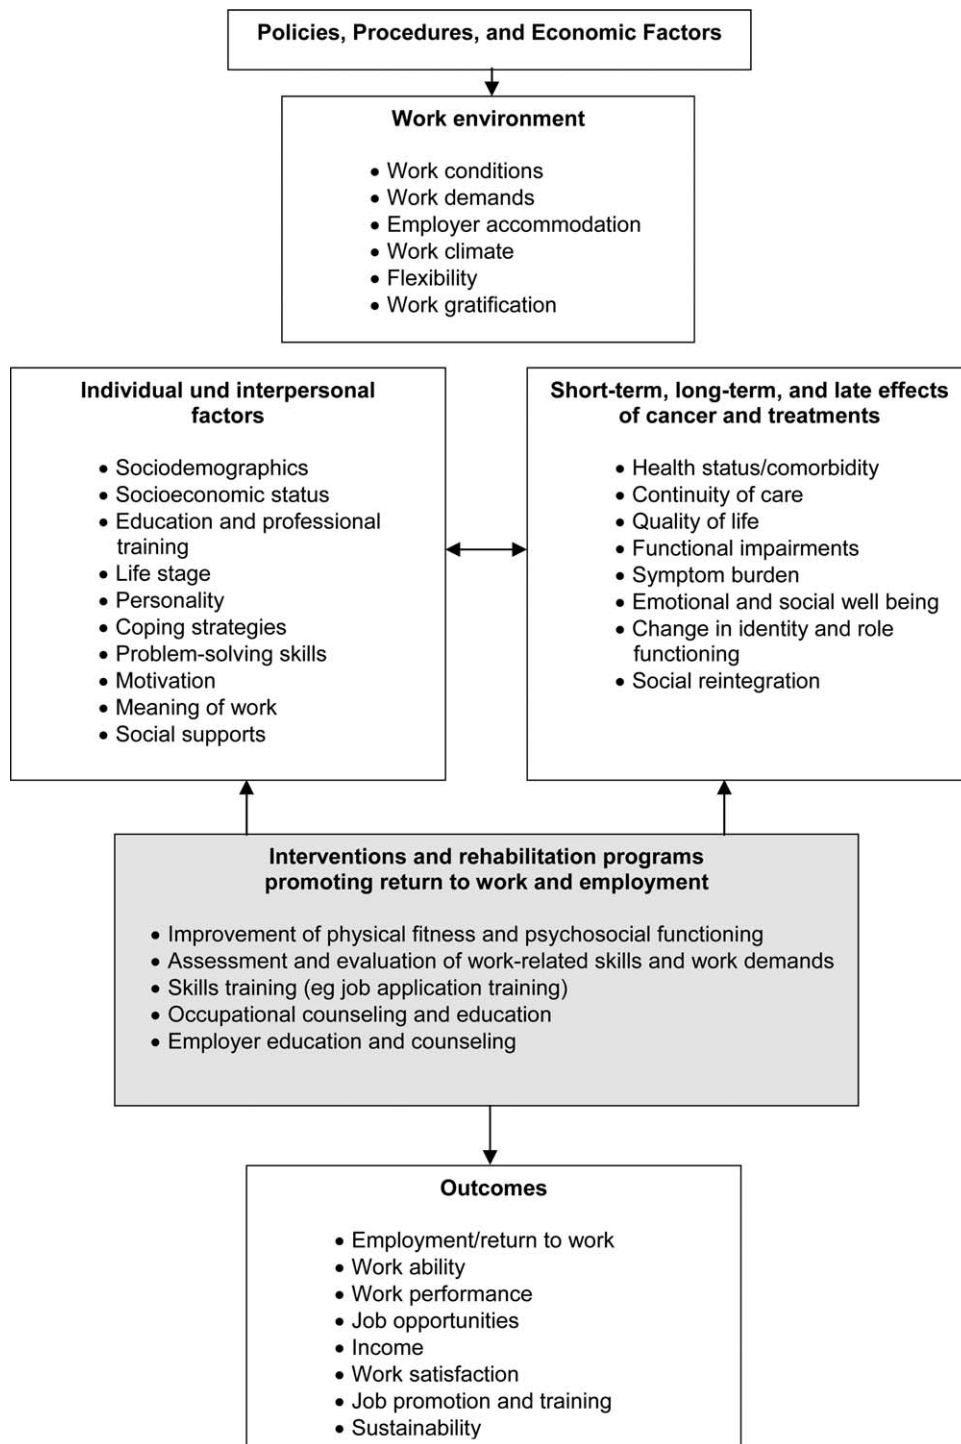 Policies, Procedures, and Economic Factors
Work environment
• Work conditions
• Work demands
• Employer accommodation
• Work climate
• Flexibility
• Work gratification
Individual und interpersonal
factors
• Sociodemographics
• Socioeconomic status
• Education and professional
training
• Life stage
• Personality
• Coping strategies
• Problem-solving skills
• Motivation
• Meaning of work
• Social supports
Short-term, long-term, and late effects
of cancer and treatments
• Health status/comorbidity
• Continuity of care
• Quality of life
• Functional impairments
• Symptom burden
• Emotional and social well being
• Change in identity and role
functioning
• Social reintegration
Interventions and rehabilitation programs
promoting return to work and employment
• Improvement of physical fitness and psychosocial functioning
• Assessment and evaluation of work-related skills and work demands
• Skills training (eg job application training)
• Occupational counseling and education
• Employer education and counseling
Outcomes
• Employment/return to work
• Work ability
• Work performance
• Job opportunities
• Income
• Work satisfaction
• Job promotion and training
• Sustainability